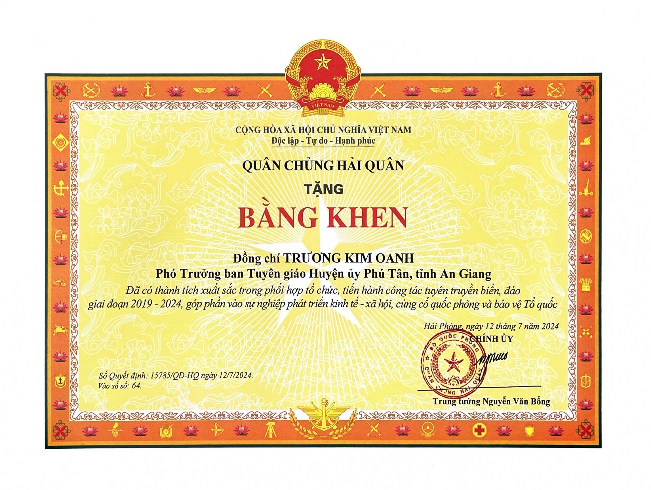 VIỆT NAM
CỘNG HÒA XÃ HỘI CHỦ NGHĨA VIỆT NAM
Độc lập - Tự do - Hạnh phúc
QUÂN CHỦNG HẢI QUÂN
TẶNG
BẰNG KHEN
Đồng chí TRƯƠNG KIM OANH
Phó Trưởng ban Tuyên giáo Huyện ủy Phú Tân, tỉnh An Giang
Đã có thành tích xuất sắc trong phối hợp tổ chức, tiến hành công tác tuyên truyền biển, đảo
giai đoạn 2019 - 2024, góp phần vào sự nghiệp phát triển kinh tế - xã hội, củng cố quốc phòng và bảo vệ Tổ quốc
Hải Phòng, ngày 12 tháng 7 năm 2024
CHÍNH ỦY
Số Quyết định: 15785/QĐ-HQ ngày 12/7/2024.
Vào sổ số: 64.
Trung tướng Nguyễn Văn Bổng